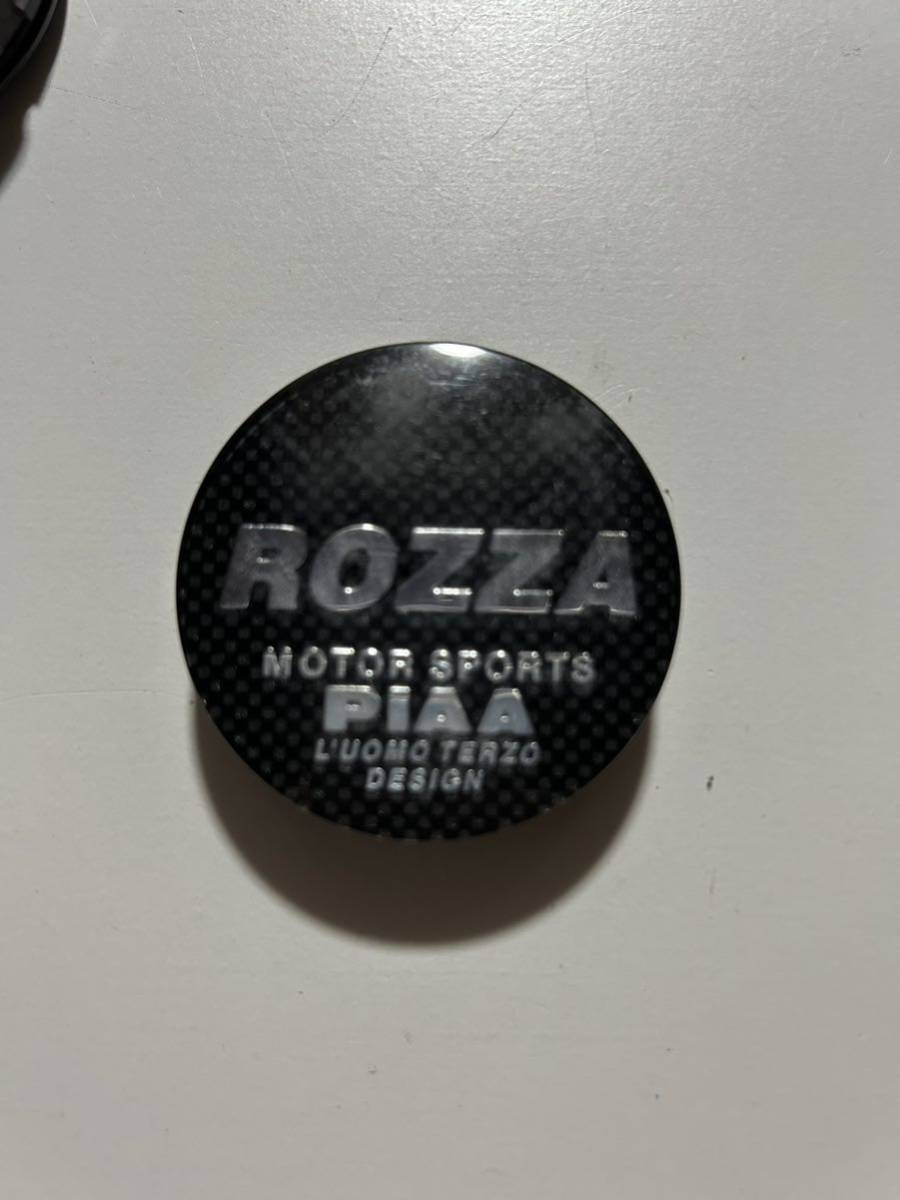 ROZZA
MOTOR SPORTS
PIAA
L'UOMO TERZO
DESIGN